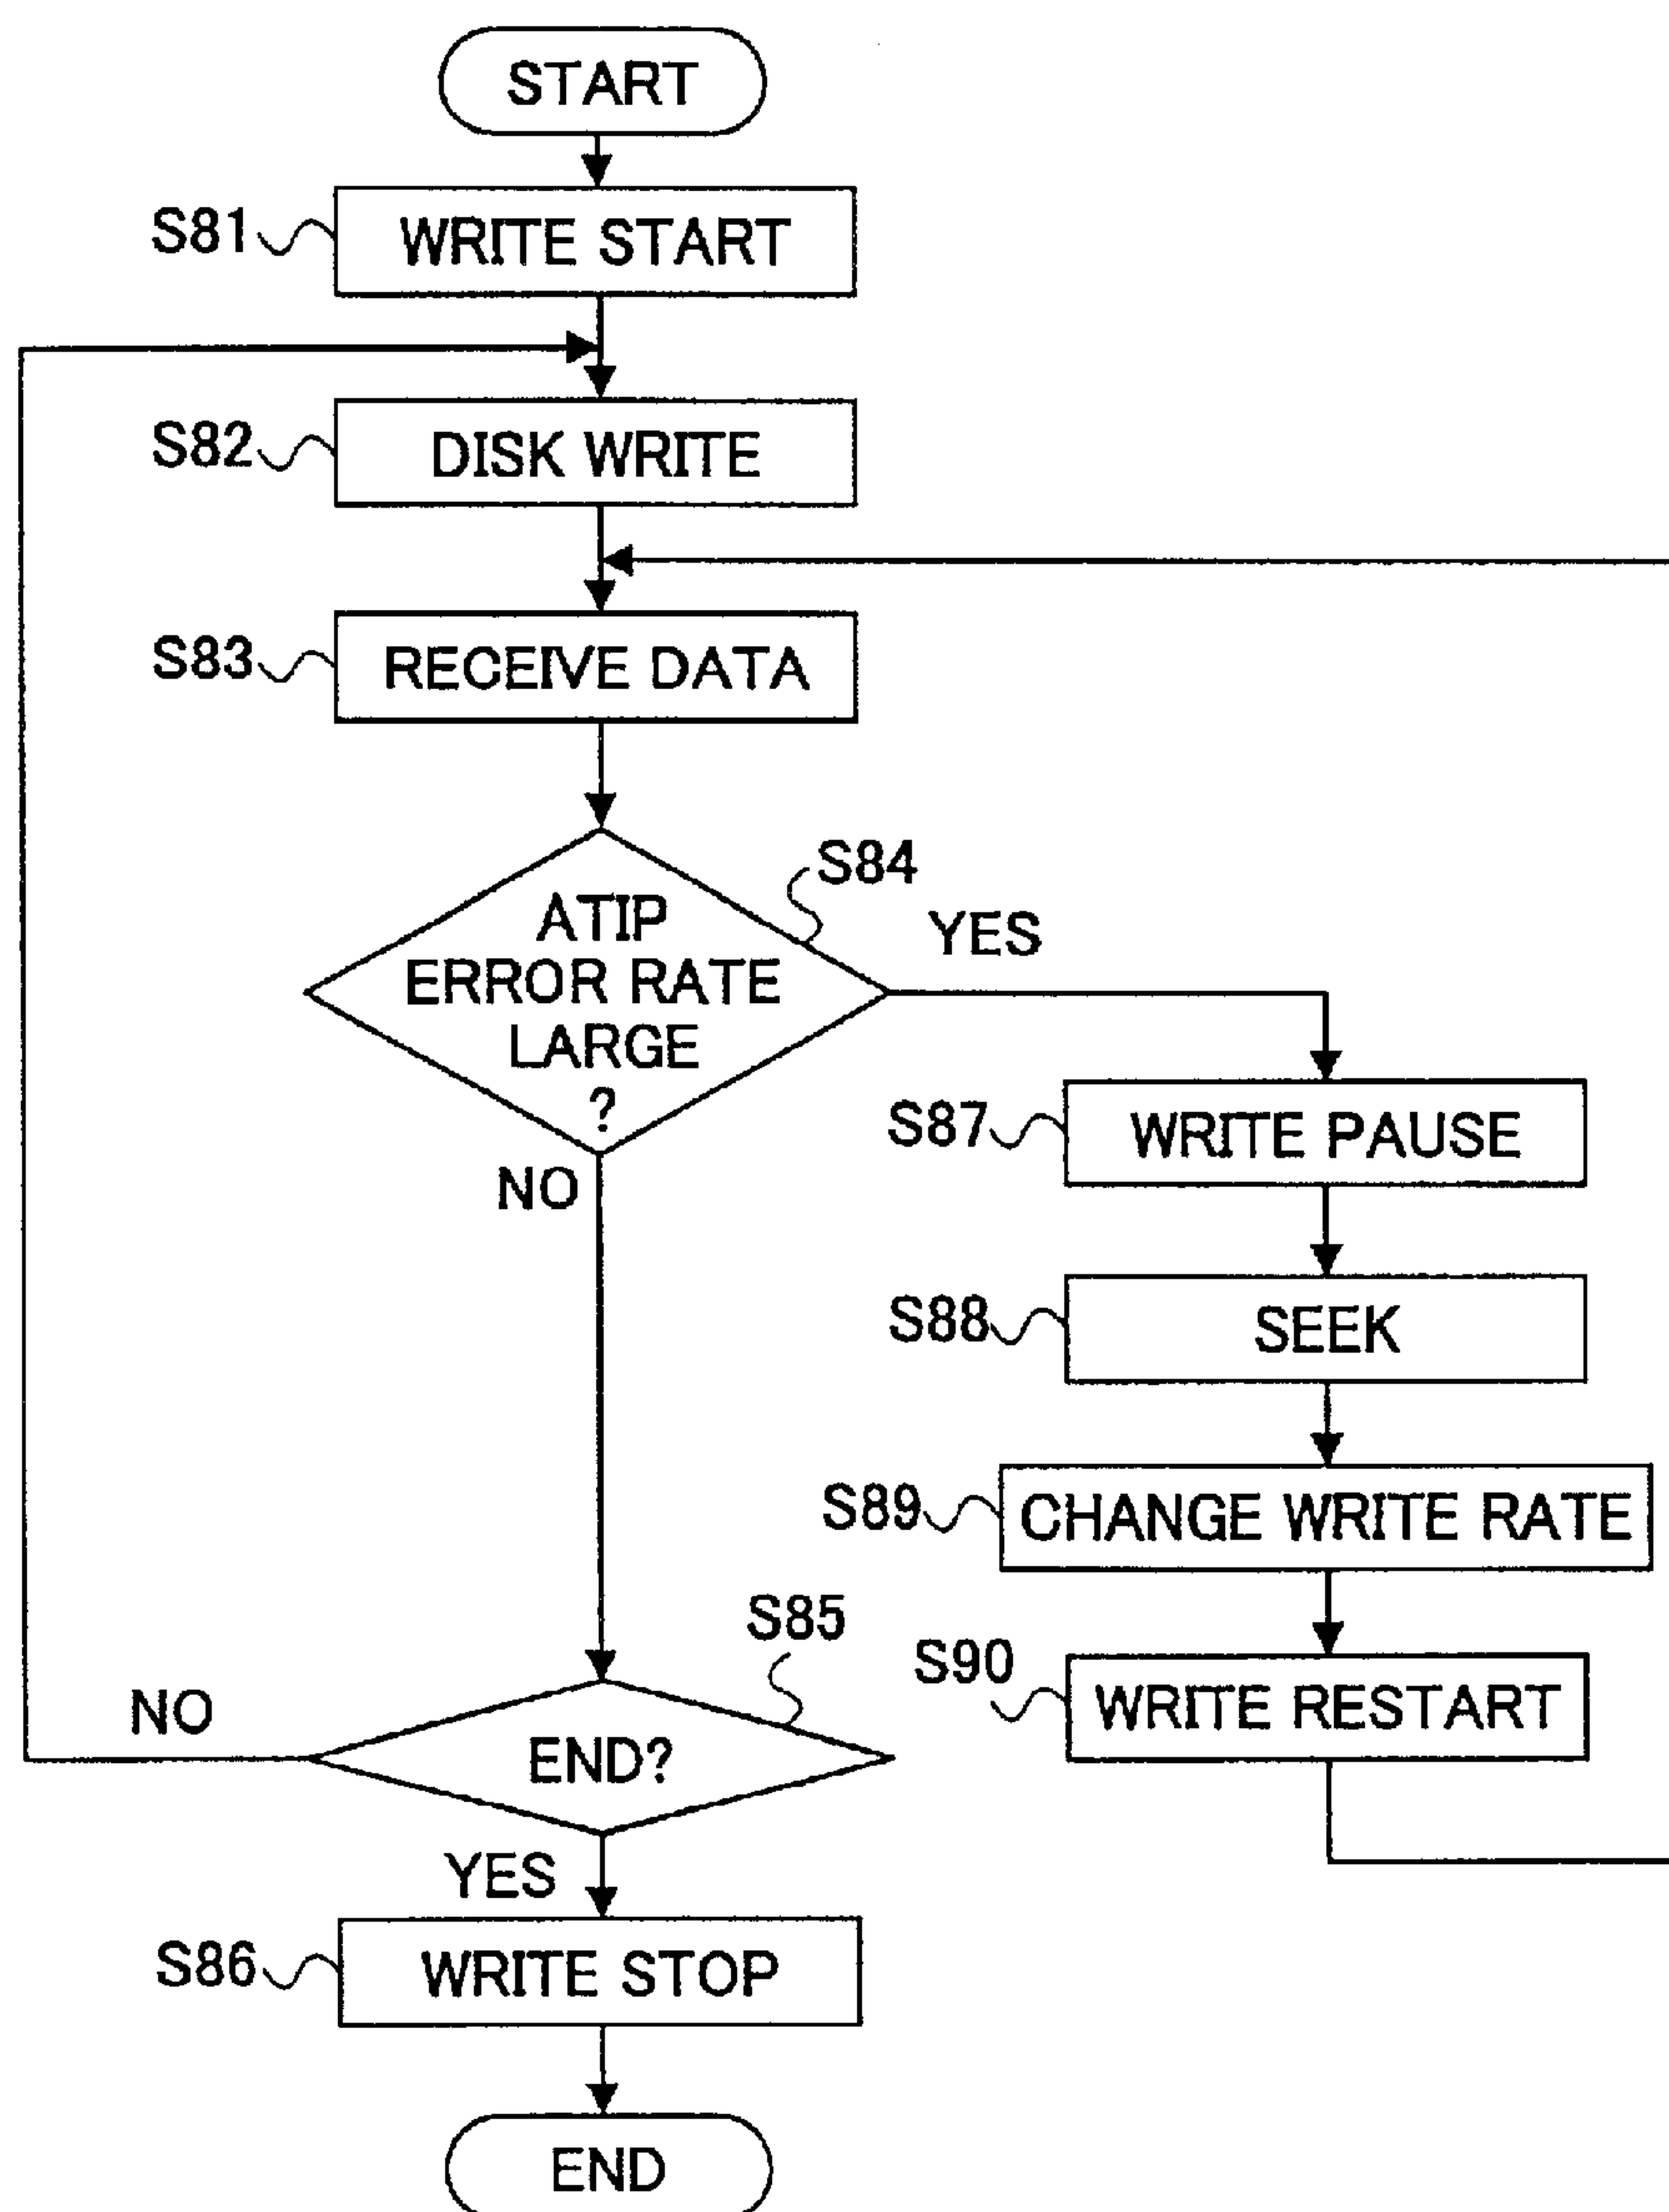 START
S81
WRITE START
S82
DISK WRITE
S83
RECEIVE DATA
S84
ATIP
ERROR RATE
LARGE
?
YES
NO
S87
WRITE PAUSE
S88
SEEK
S89
CHANGE WRITE RATE
S90
WRITE RESTART
S85
END?
NO
YES
S86
WRITE STOP
END